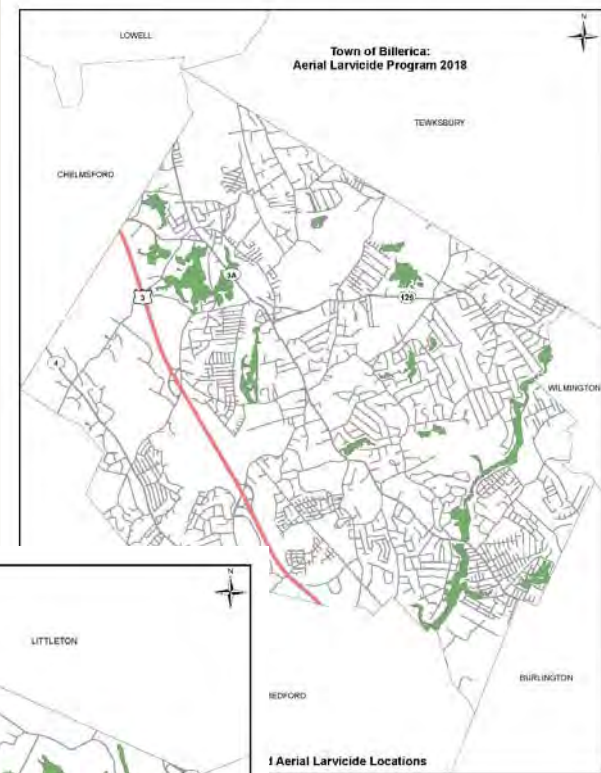 N
LOWELL
Town of Billerica:
Aerial Larvicide Program 2018
TEWKSBURY
CHELMSFORD
3A
3
129
4
WILMINGTON
N
LITTLETON
BEDFORD
BURLINGTON
Aerial Larvicide Locations